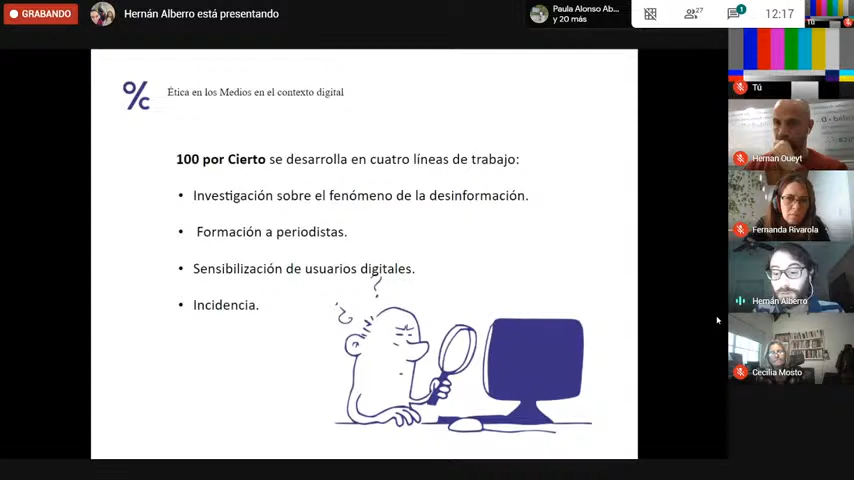 GRABANDO
Hernán Alberro está presentando
Paula Alonso Ab...
y 20 más
27
1
12:17
Tú
%
Ética en los Medios en el contexto digital
100 por Cierto se desarrolla en cuatro líneas de trabajo:
• Investigación sobre el fenómeno de la desinformación.
• Formación a periodistas.
• Sensibilización de usuarios digitales.
• Incidencia.
? ?
Tú
Hernan Oueyt
Fernanda Rivarola
Hernán Alberro
Cecilia Mosto